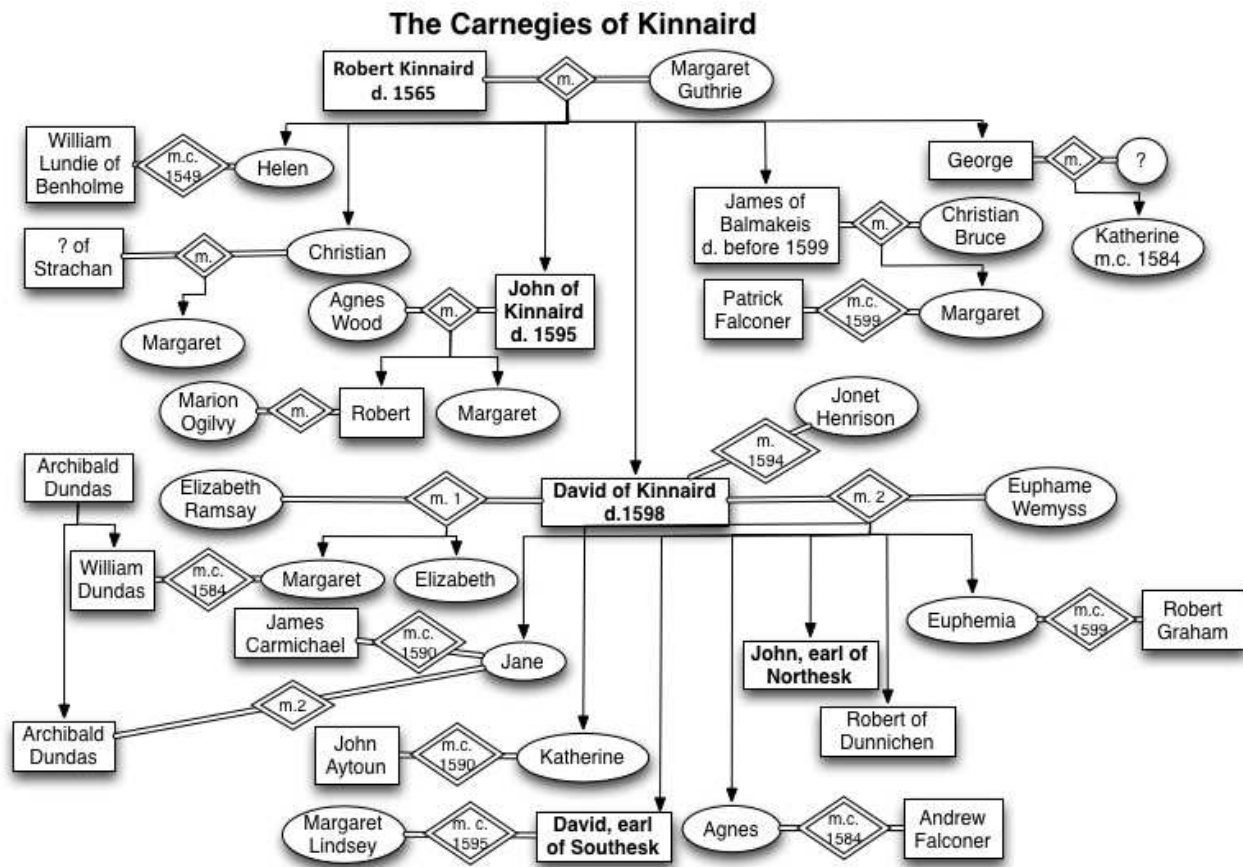 The Carnegies of Kinnaird
Robert Kinnaird
d. 1565
m.
Margaret
Guthrie
William
Lundie of
Benholme
m.c.
1549
Helen
George
m.
?
? of
Strachan
m.
Christian
James of
Balmakeis
d. before 1599
m.
Christian
Bruce
Katherine
m.c. 1584
Margaret
Agnes
Wood
m.
John of
Kinnaird
d. 1595
Patrick
Falconer
m.c.
1599
Margaret
Marion
Ogilvy
m.
Robert
Margaret
Jonet
Henrison
m.
1594
Archibald
Dundas
Elizabeth
Ramsay
m. 1
David of Kinnaird
d.1598
m. 2
Euphame
Wemyss
William
Dundas
m.c.
1584
Margaret
Elizabeth
James
Carmichael
m.c.
1590
Jane
Euphemia
m.c.
1599
Robert
Graham
John, earl of
Northesk
m.2
Archibald
Dundas
Robert of
Dunnichen
John
Aytoun
m.c.
1590
Katherine
Margaret
Lindsey
m. c.
1595
David, earl
of Southesk
Agnes
m.c.
1584
Andrew
Falconer